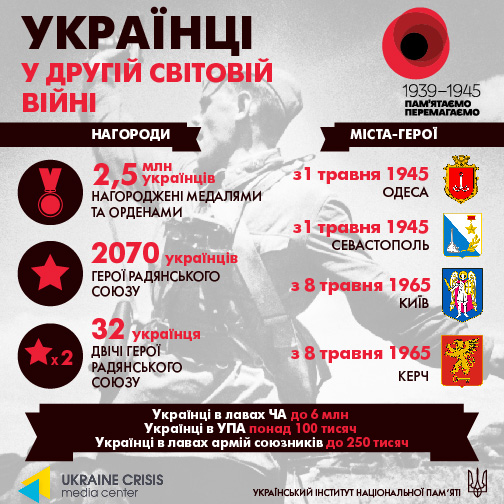 УКРАЇНЦІ
У ДРУГІЙ СВІТОВІЙ
ВІЙНІ
1939–1945
ПАМ'ЯТАЄМО
ПЕРЕМАГАЄМО
НАГОРОДИ
2,5 млн українців
НАГОРОДЖЕНІ МЕДАЛЯМИ
ТА ОРДЕНАМИ
2070 українців
ГЕРОЇ РАДЯНСЬКОГО
СОЮЗУ
x 2
32 українця
ДВІЧІ ГЕРОЇ
РАДЯНСЬКОГО
СОЮЗУ
МІСТА-ГЕРОЇ
з 1 травня 1945
ОДЕСА
з 1 травня 1945
СЕВАСТОПОЛЬ
з 8 травня 1965
КИЇВ
з 8 травня 1965
КЕРЧ
Українці в лавах ЧА до 6 млн
Українці в УПА понад 100 тисяч
Українці в лавах армій союзників до 250 тисяч
UKRAINE CRISIS
media center
УКРАЇНСЬКИЙ ІНСТИТУТ НАЦІОНАЛЬНОЇ ПАМ'ЯТІ